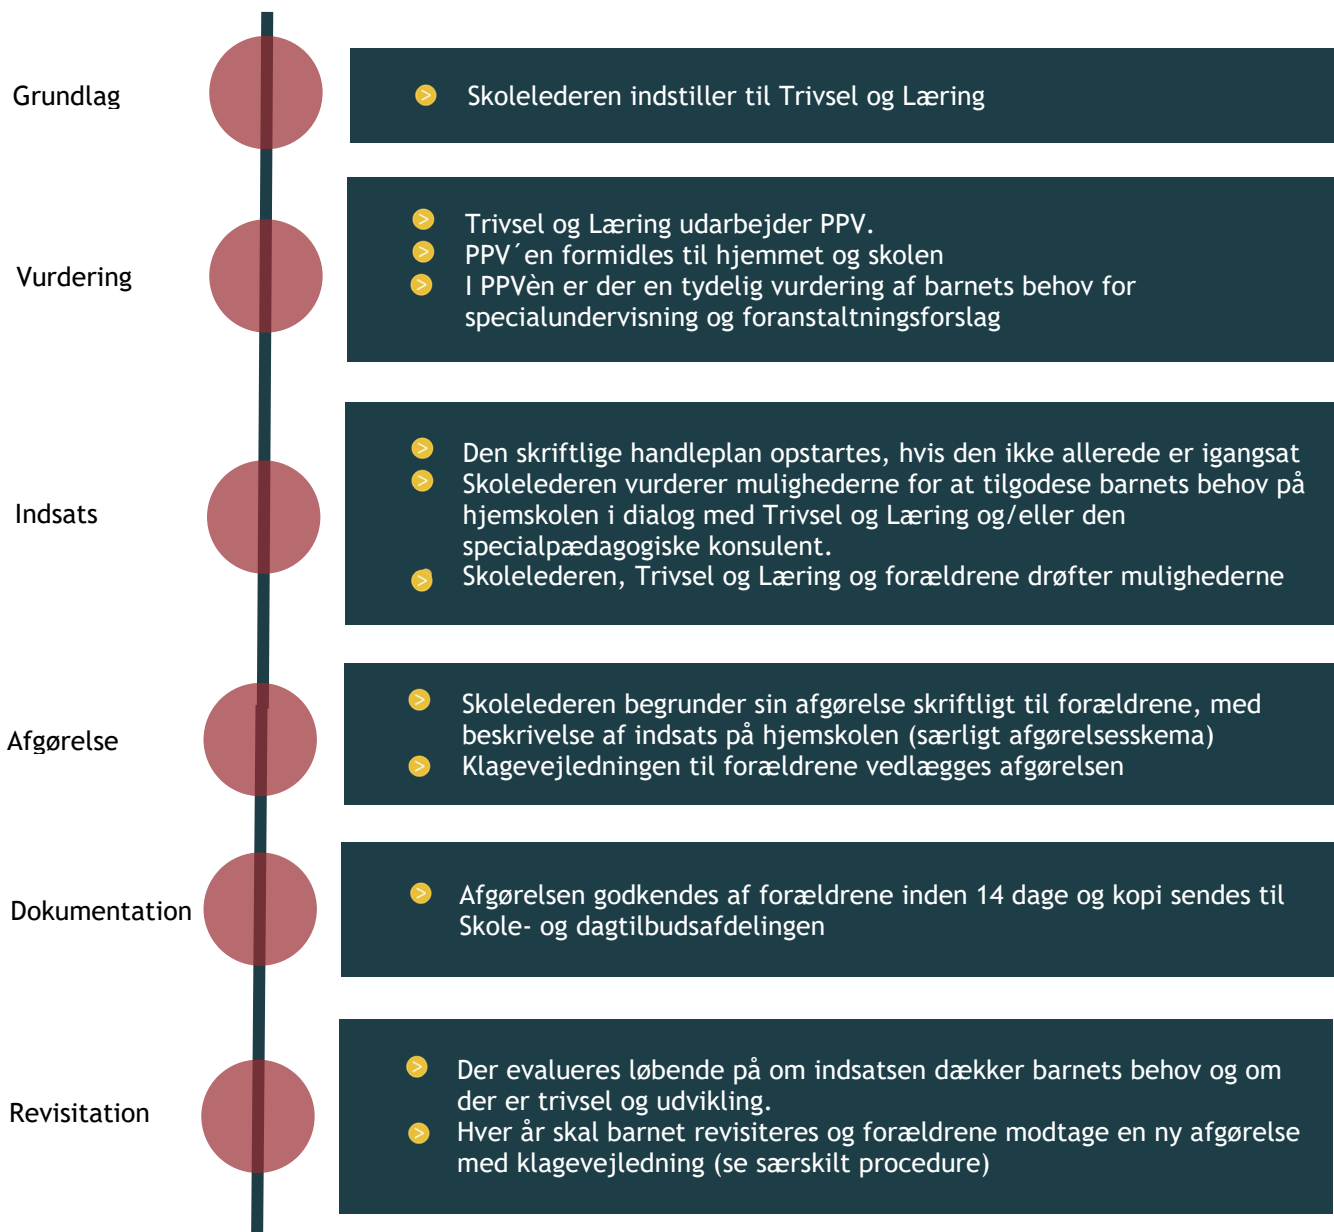 Grundlag
Skolelederen indstiller til Trivsel og Læring
Vurdering
Trivsel og Læring udarbejder PPV.
PPV´en formidles til hjemmet og skolen
I PPVèn er der en tydelig vurdering af barnets behov for
specialundervisning og foranstaltningsforslag
Indsats
Den skriftlige handleplan opstartes, hvis den ikke allerede er igangsat
Skolelederen vurderer mulighederne for at tilgodese barnets behov på
hjemskolen i dialog med Trivsel og Læring og/eller den
specialpædagogiske konsulent.
Skolelederen, Trivsel og Læring og forældrene drøfter mulighederne
Afgørelse
Skolelederen begrunder sin afgørelse skriftligt til forældrene, med
beskrivelse af indsats på hjemskolen (særligt afgørelsesskema)
Klagevejledningen til forældrene vedlægges afgørelsen
Dokumentation
Afgørelsen godkendes af forældrene inden 14 dage og kopi sendes til
Skole- og dagtilbudsafdelingen
Revisitation
Der evalueres løbende på om indsatsen dækker barnets behov og om
der er trivsel og udvikling.
Hver år skal barnet revisiteres og forældrene modtage en ny afgørelse
med klagevejledning (se særskilt procedure)